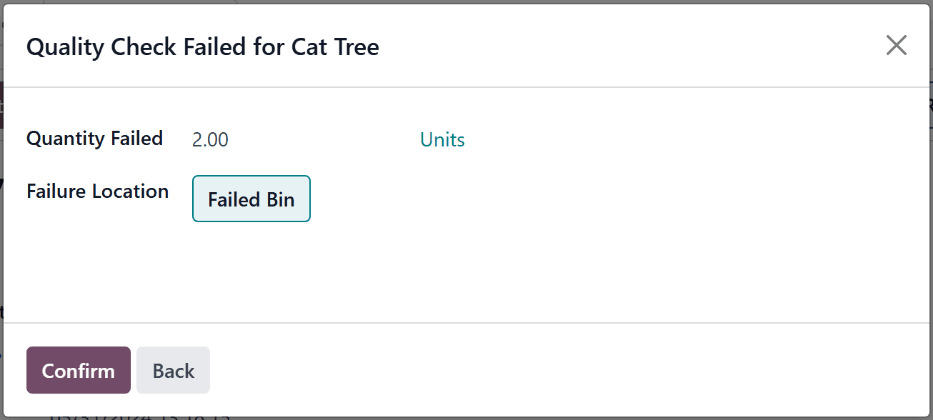 Quality Check Failed for Cat Tree
Quantity Failed 2.00 Units
Failure Location Failed Bin
Confirm Back